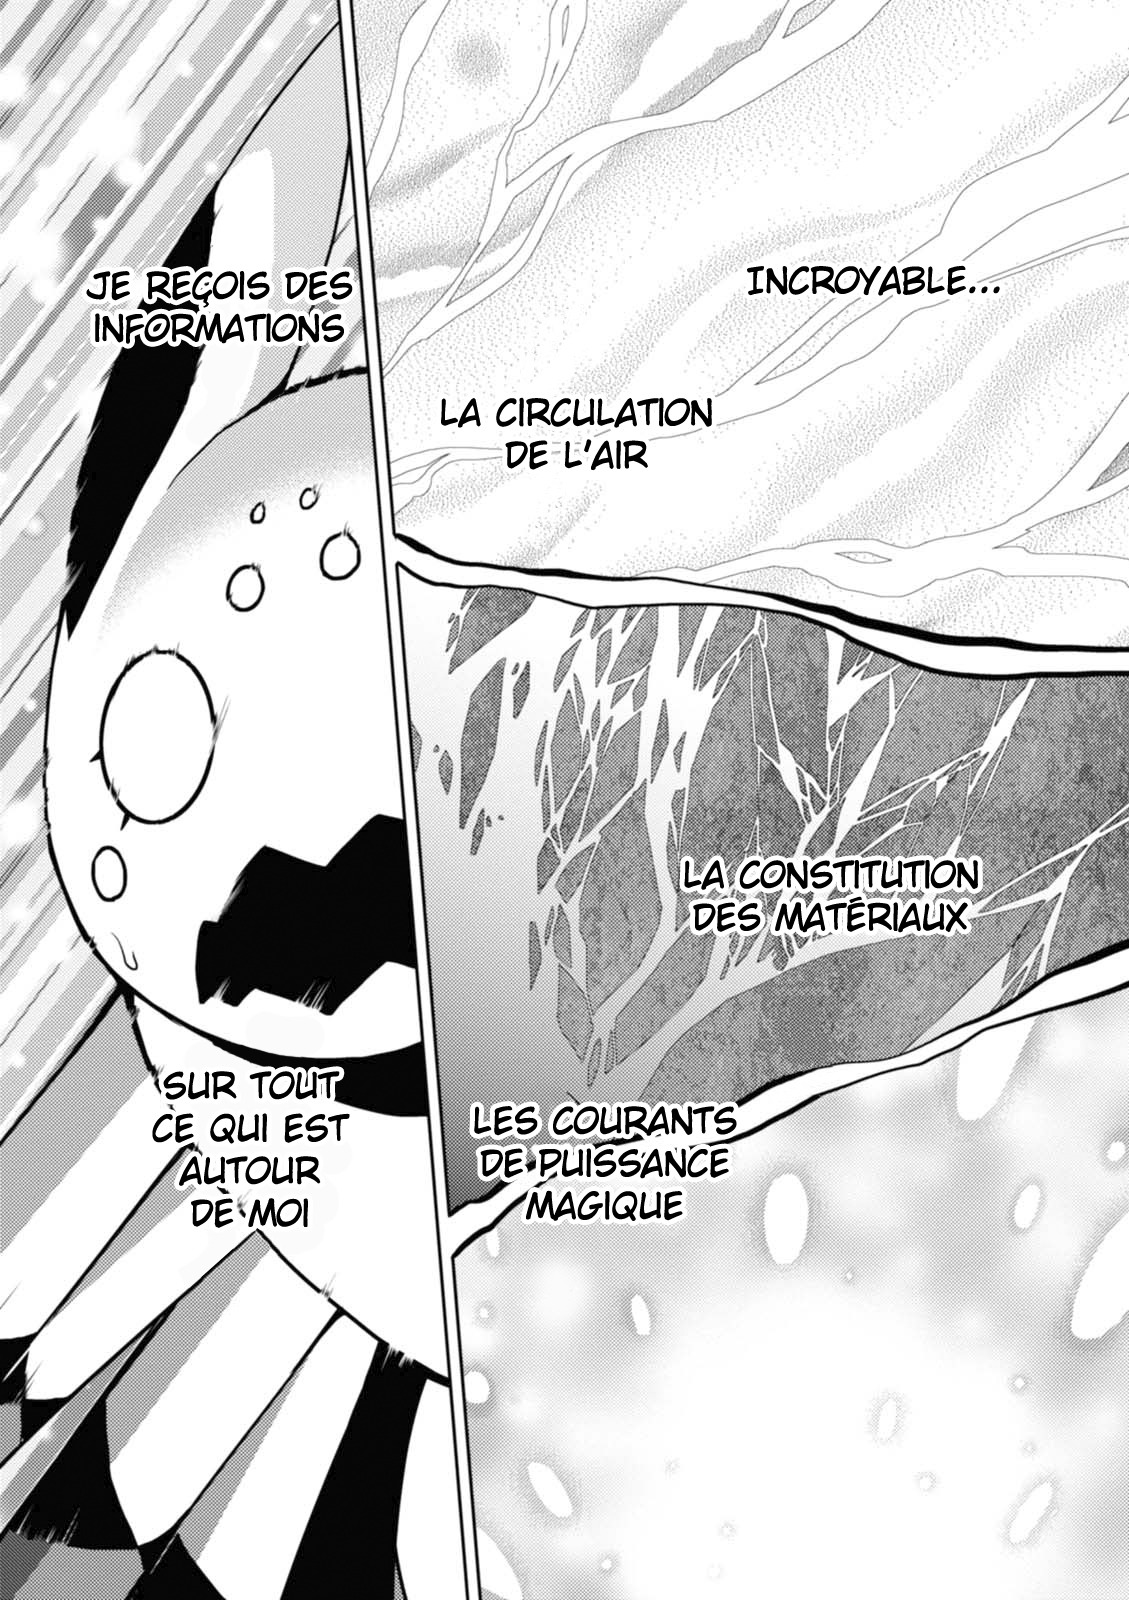 INCROYABLE...
LA CIRCULATION
DE L'AIR
LA CONSTITUTION
DES MATÉRIAUX
LES COURANTS
DE PUISSANCE
MAGIQUE
JE REÇOIS DES
INFORMATIONS
SUR TOUT
CE QUI EST
AUTOUR
DE MOI